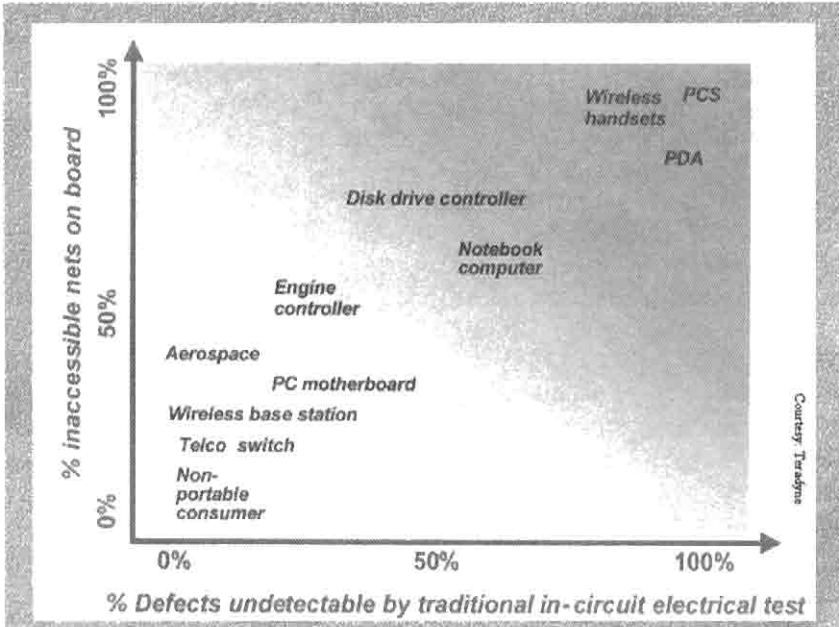 100%
50%
0%
% inaccessible nets on board
Wireless
handsets
PCS
PDA
Disk drive controller
Notebook
computer
Engine
controller
Aerospace
PC motherboard
Wireless base station
Telco switch
Non-
portable
consumer
0%
50%
100%
% Defects undetectable by traditional in-circuit electrical test
Courtesy: Teradyne